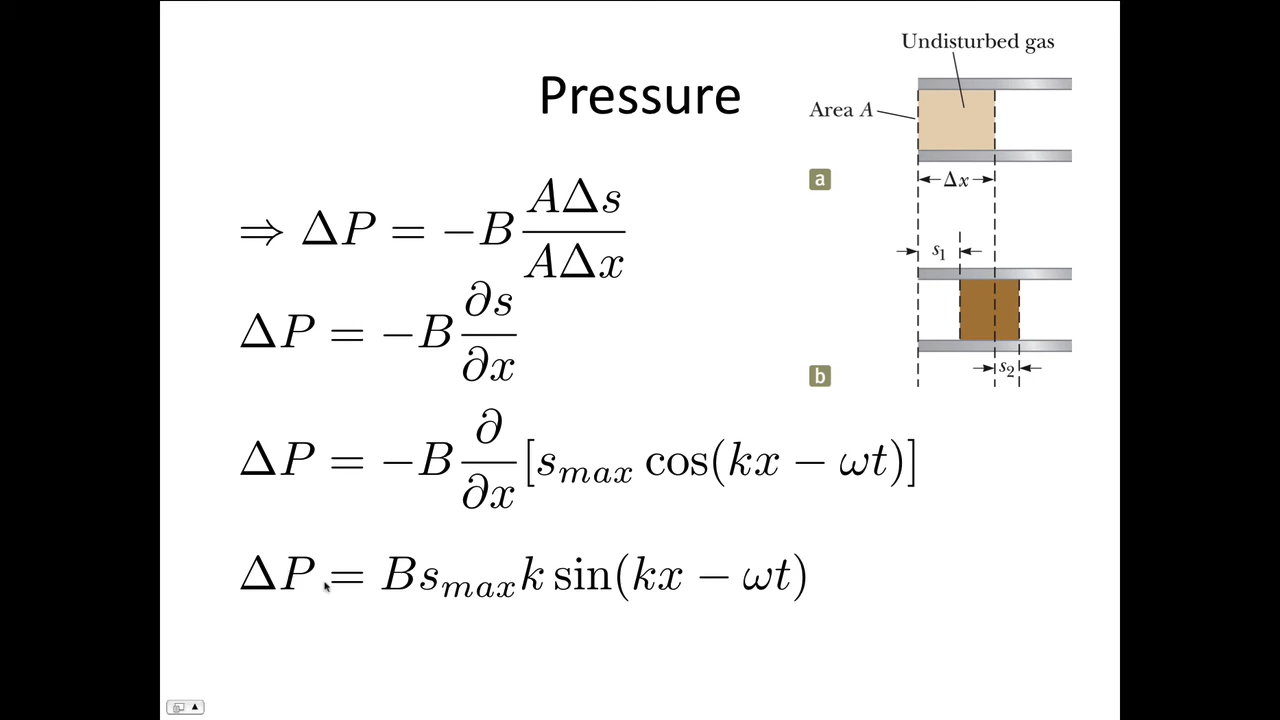 Pressure
⇒ ΔP = −B AΔs / AΔx
ΔP = −B ∂s / ∂x
ΔP = −B ∂ / ∂x [s_max cos(kx − ωt)]
ΔP = Bs_max k sin(kx − ωt)
Undisturbed gas
Area A
a
Δx
s₁
b
s₂